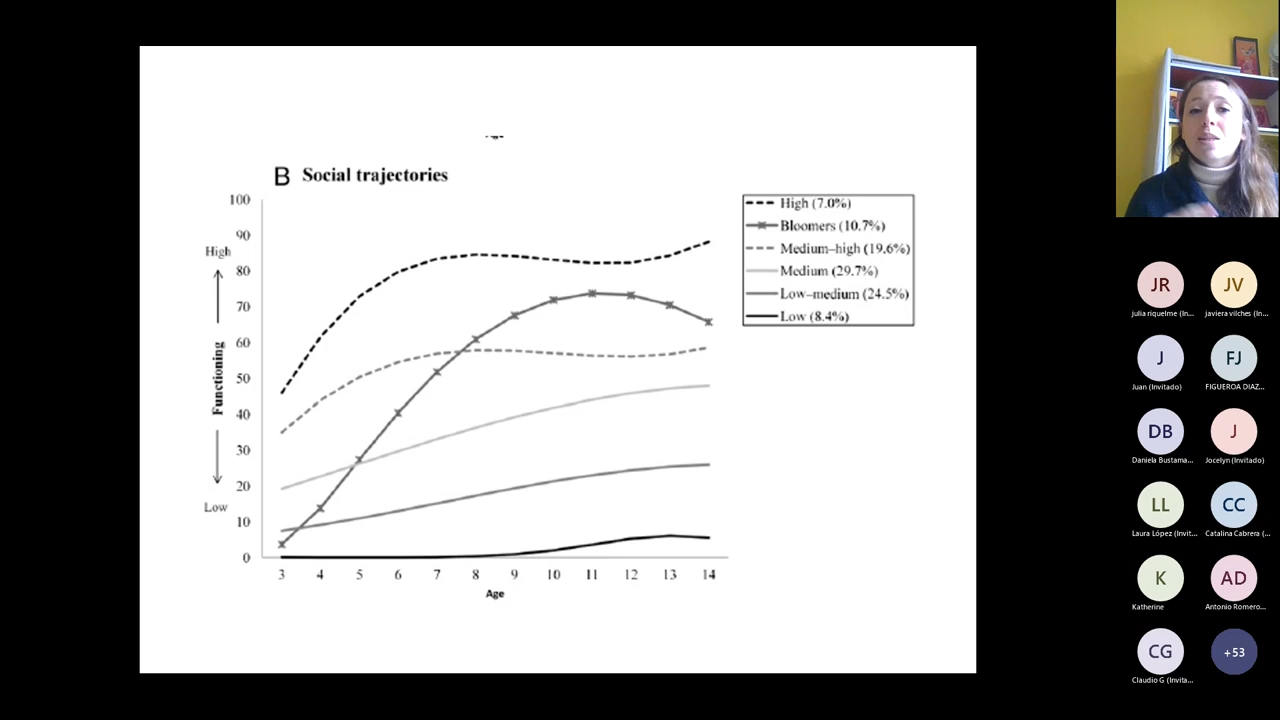 B Social trajectories
100
90
80
70
60
50
40
30
20
10
0
High
Functioning
Low
3 4 5 6 7 8 9 10 11 12 13 14
Age
High (7.0%)
Bloomers (10.7%)
Medium–high (19.6%)
Medium (29.7%)
Low–medium (24.5%)
Low (8.4%)
JR JV
julia riquelme (In... javiera vilches (In...
J FJ
Juan (Invitado) FIGUEROA DIAZ...
DB J
Daniela Bustama... Jocelyn (Invitado)
LL CC
Laura López (Invit... Catalina Cabrera (...
K AD
Katherine Antonio Romero...
CG +53
Claudio G (Invita...